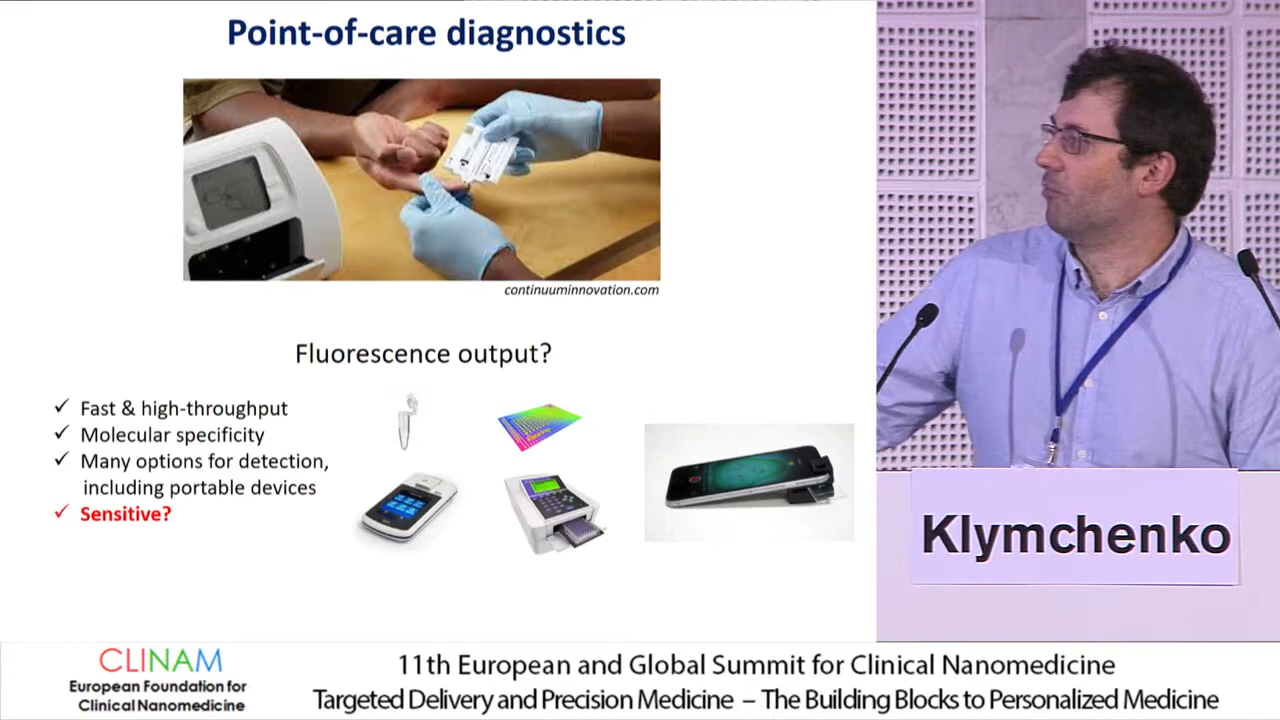 Point-of-care diagnostics
continuuminnovation.com
Fluorescence output?
✓ Fast & high-throughput
✓ Molecular specificity
✓ Many options for detection,
including portable devices
✓ Sensitive?
Klymchenko
CLINAM
European Foundation for
Clinical Nanomedicine
11th European and Global Summit for Clinical Nanomedicine
Targeted Delivery and Precision Medicine – The Building Blocks to Personalized Medicine